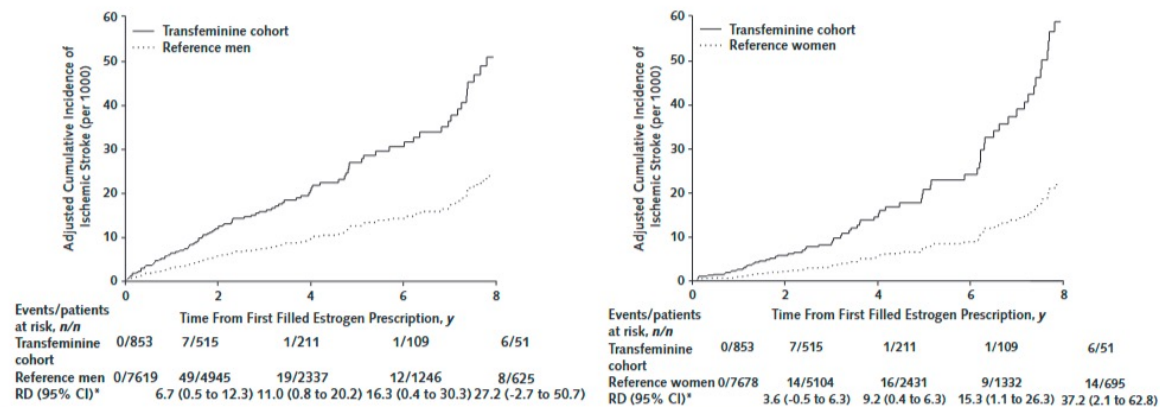 60
50
40
30
20
10
0
Adjusted Cumulative Incidence of
Ischemic Stroke (per 1000)
Transfeminine cohort
Reference men
0 2 4 6 8
Time From First Filled Estrogen Prescription, y
Events/patients
at risk, n/n
Transfeminine 0/853 7/515 1/211 1/109 6/51
cohort
Reference men 0/7619 49/4945 19/2337 12/1246 8/625
RD (95% CI)* 6.7 (0.5 to 12.3) 11.0 (0.8 to 20.2) 16.3 (0.4 to 30.3) 27.2 (-2.7 to 50.7)
60
50
40
30
20
10
0
Adjusted Cumulative Incidence of
Ischemic Stroke (per 1000)
Transfeminine cohort
Reference women
0 2 4 6 8
Time From First Filled Estrogen Prescription, y
Events/patients
at risk, n/n
Transfeminine 0/853 7/515 1/211 1/109 6/51
cohort
Reference women 0/7678 14/5104 16/2431 9/1332 14/695
RD (95% CI)* 3.6 (-0.5 to 6.3) 9.2 (0.4 to 6.3) 15.3 (1.1 to 26.3) 37.2 (2.1 to 62.8)